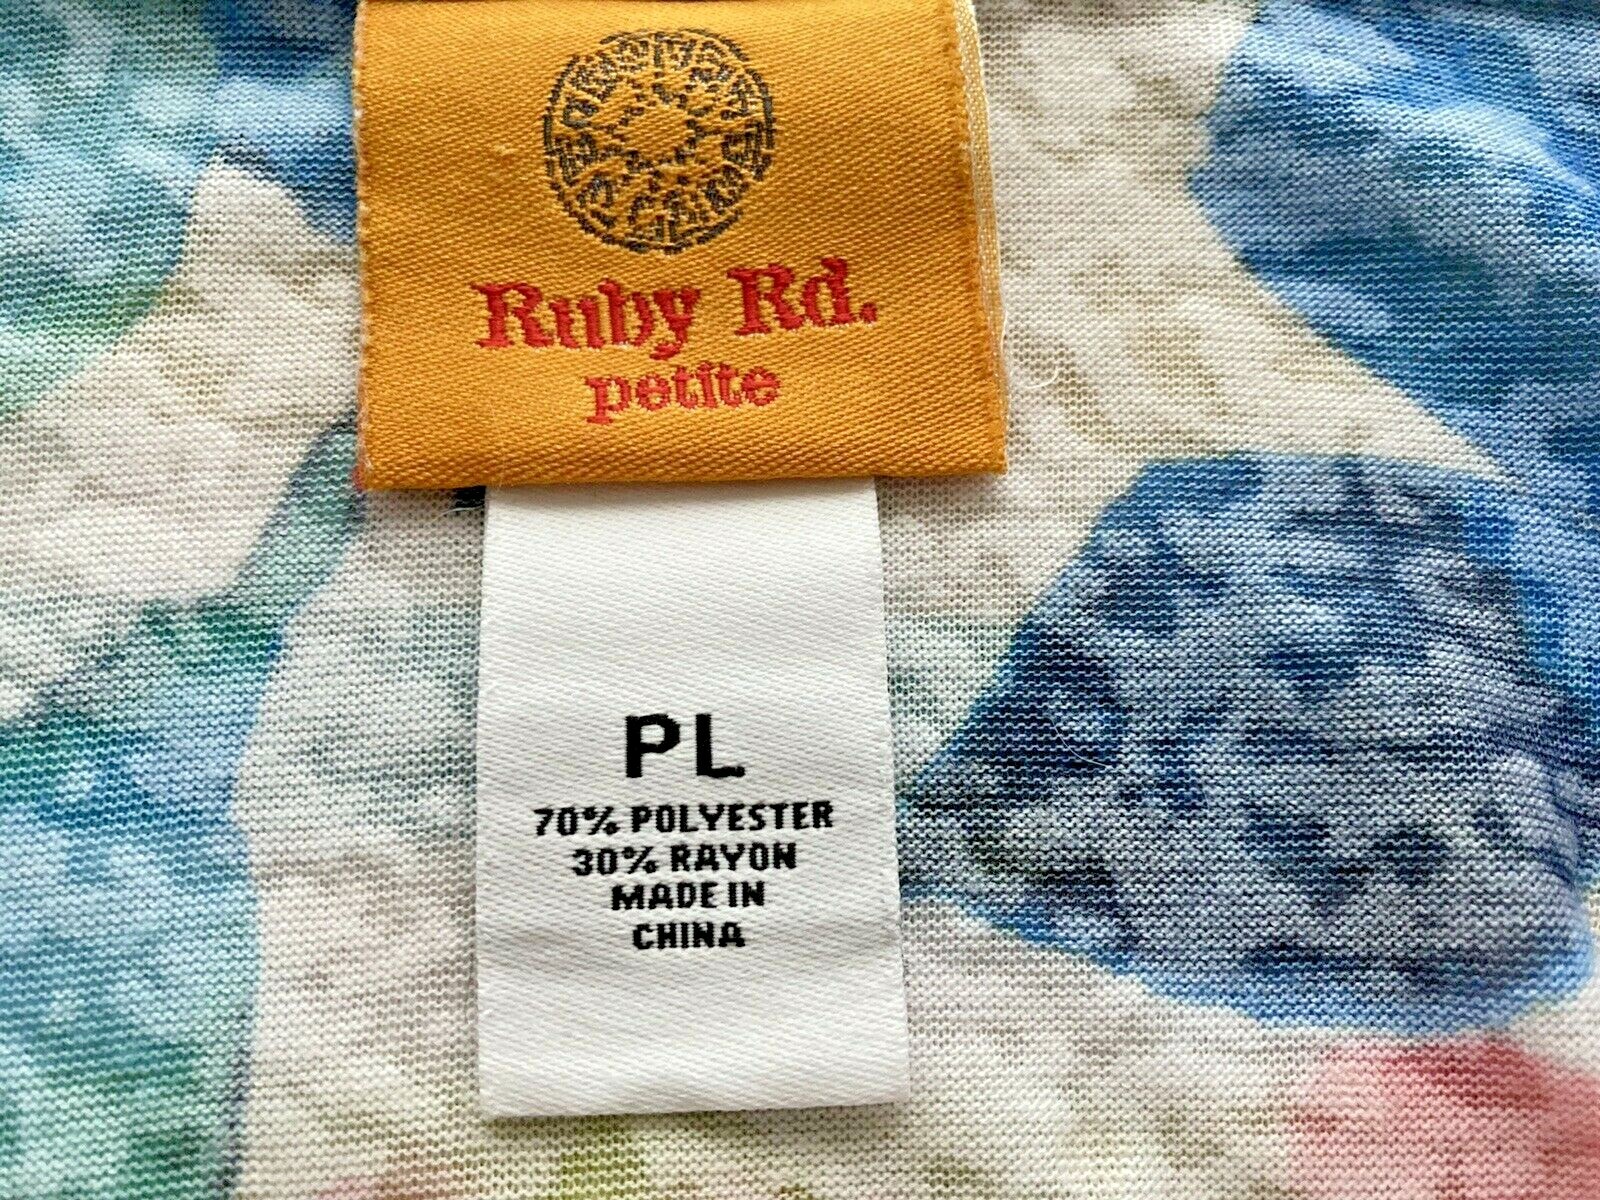 Ruby Rd.
petite
PL
70% POLYESTER
30% RAYON
MADE IN
CHINA